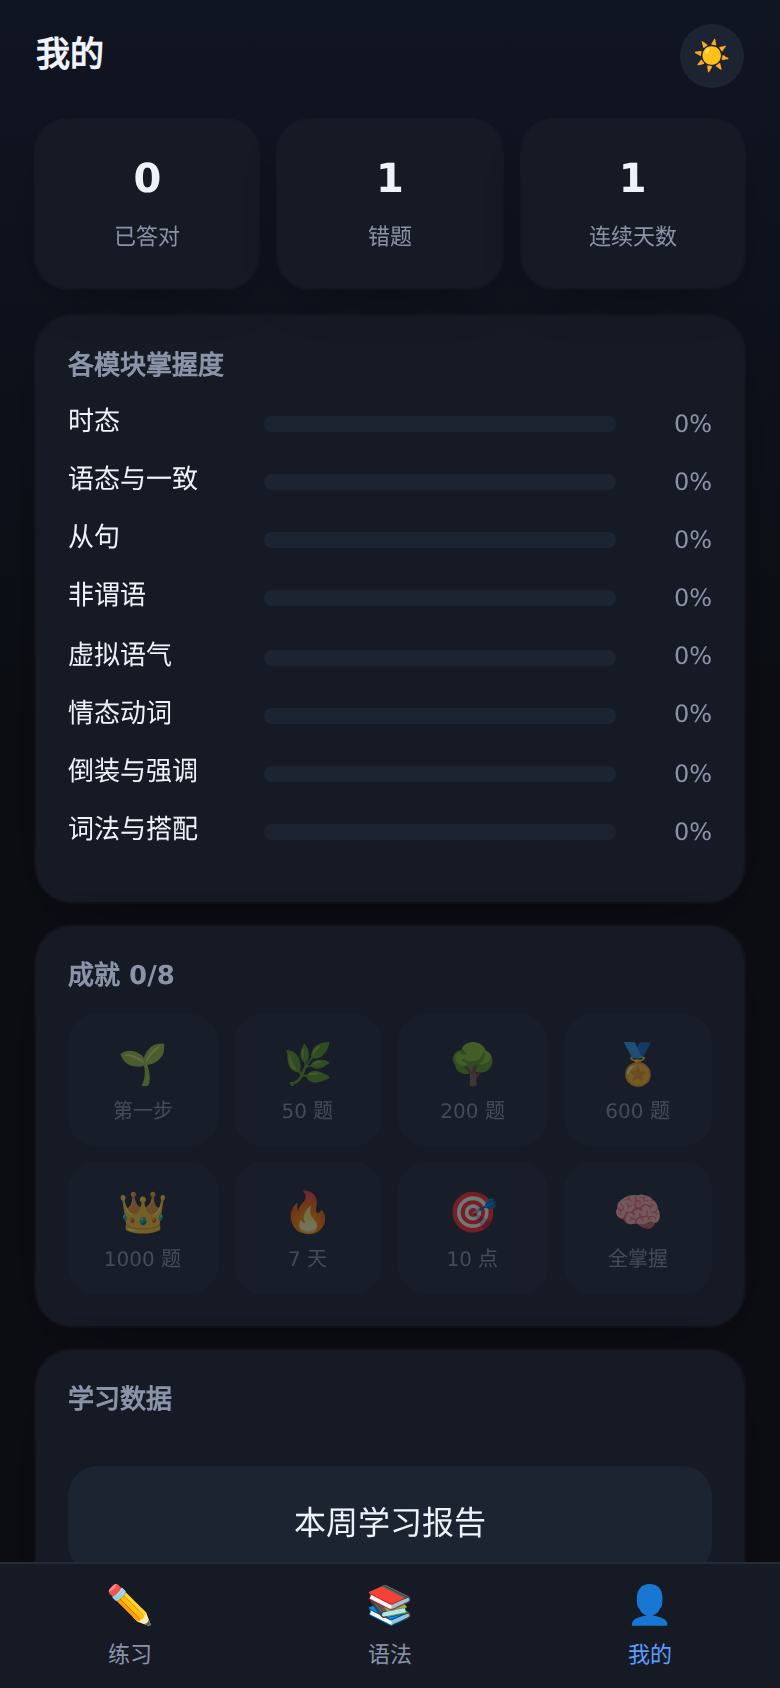 我的
0
已答对
1
错题
1
连续天数
各模块掌握度
时态 0%
语态与一致 0%
从句 0%
非谓语 0%
虚拟语气 0%
情态动词 0%
倒装与强调 0%
词法与搭配 0%
成就 0/8
第一步 50 题 200 题 600 题
1000 题 7 天 10 点 全掌握
学习数据
本周学习报告
练习 语法 我的